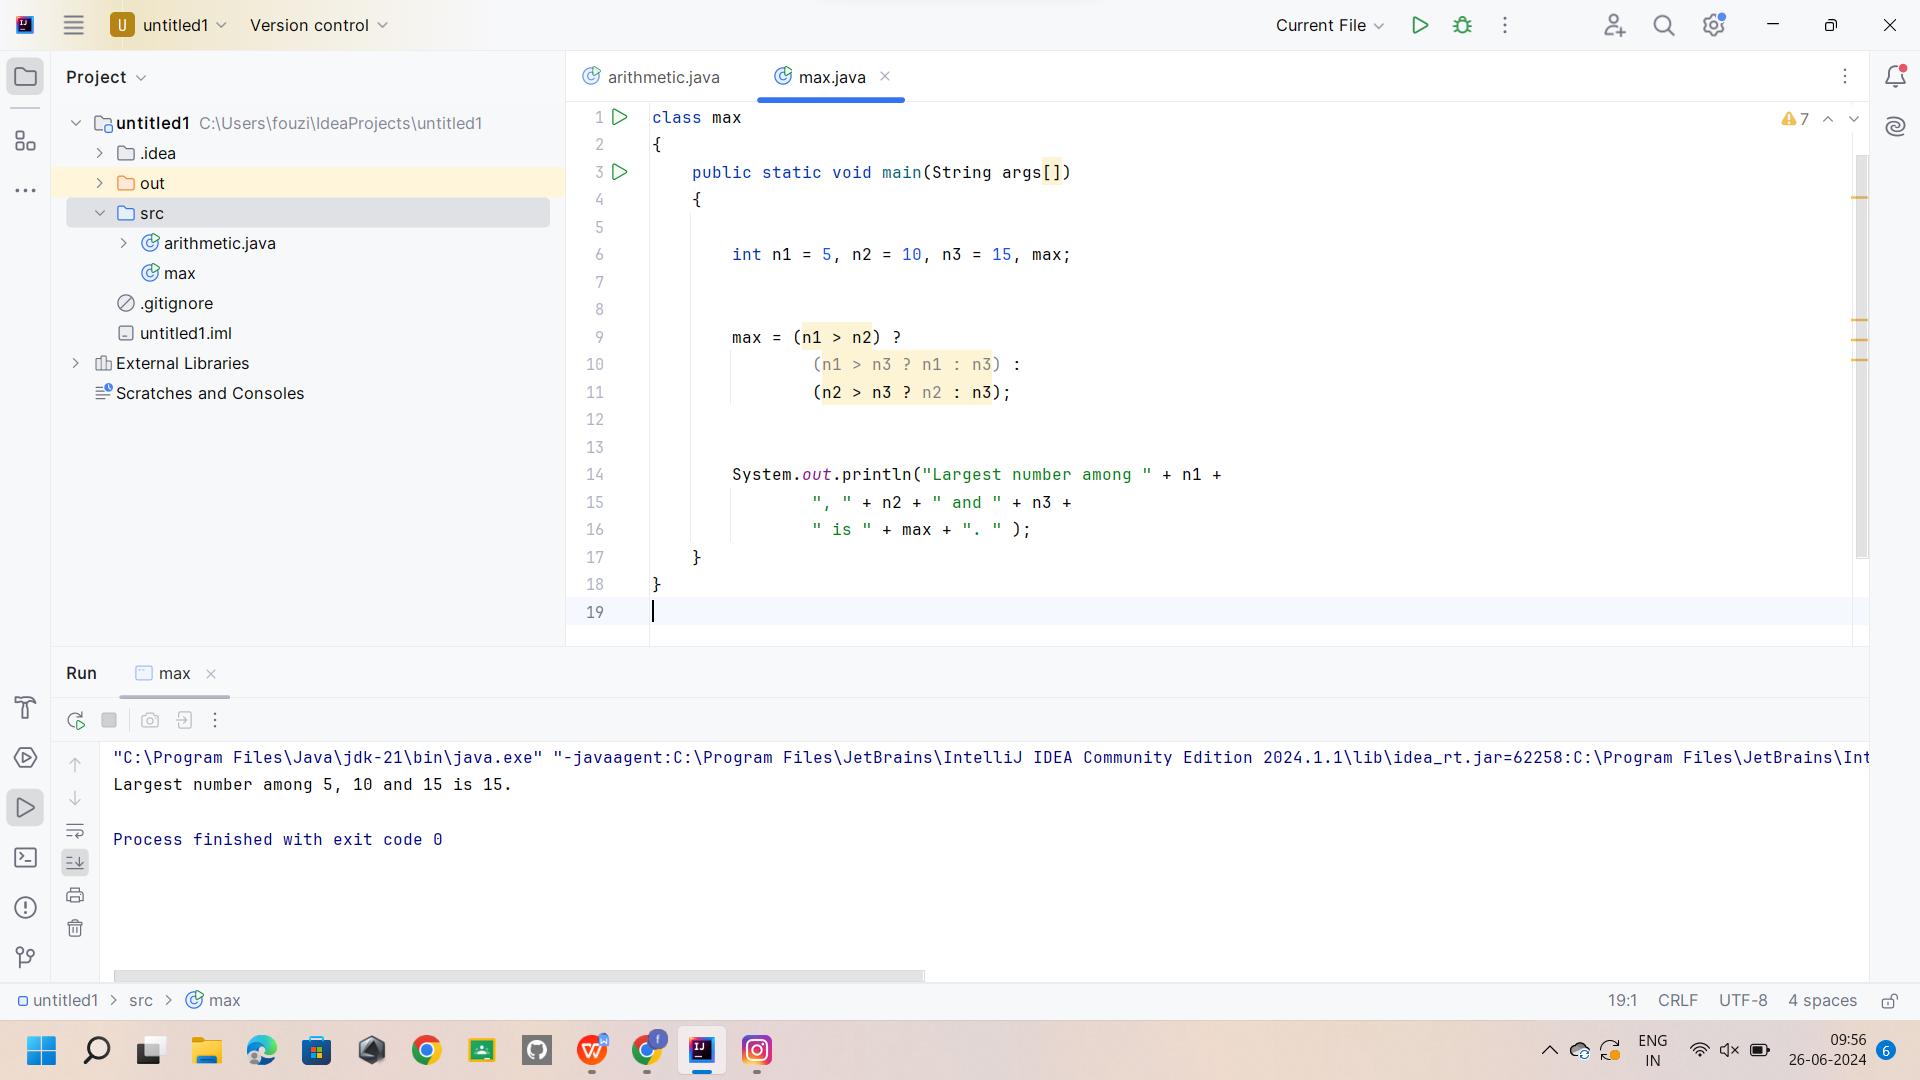 U untitled1 Version control Current File
Project
arithmetic.java max.java
untitled1 C:\Users\fouzi\IdeaProjects\untitled1
.idea
out
src
arithmetic.java
max
.gitignore
untitled1.iml
External Libraries
Scratches and Consoles
7
1 class max
2 {
3 public static void main(String args[])
4 {
5
6 int n1 = 5, n2 = 10, n3 = 15, max;
7
8
9 max = (n1 > n2) ?
10 (n1 > n3 ? n1 : n3) :
11 (n2 > n3 ? n2 : n3);
12
13
14 System.out.println("Largest number among " + n1 +
15 ", " + n2 + " and " + n3 +
16 " is " + max + ". " );
17 }
18 }
19
Run max
"C:\Program Files\Java\jdk-21\bin\java.exe" "-javaagent:C:\Program Files\JetBrains\IntelliJ IDEA Community Edition 2024.1.1\lib\idea_rt.jar=62258:C:\Program Files\JetBrains\Int
Largest number among 5, 10 and 15 is 15.
Process finished with exit code 0
untitled1 > src > max 19:1 CRLF UTF-8 4 spaces
ENG
IN
09:56
26-06-2024
6